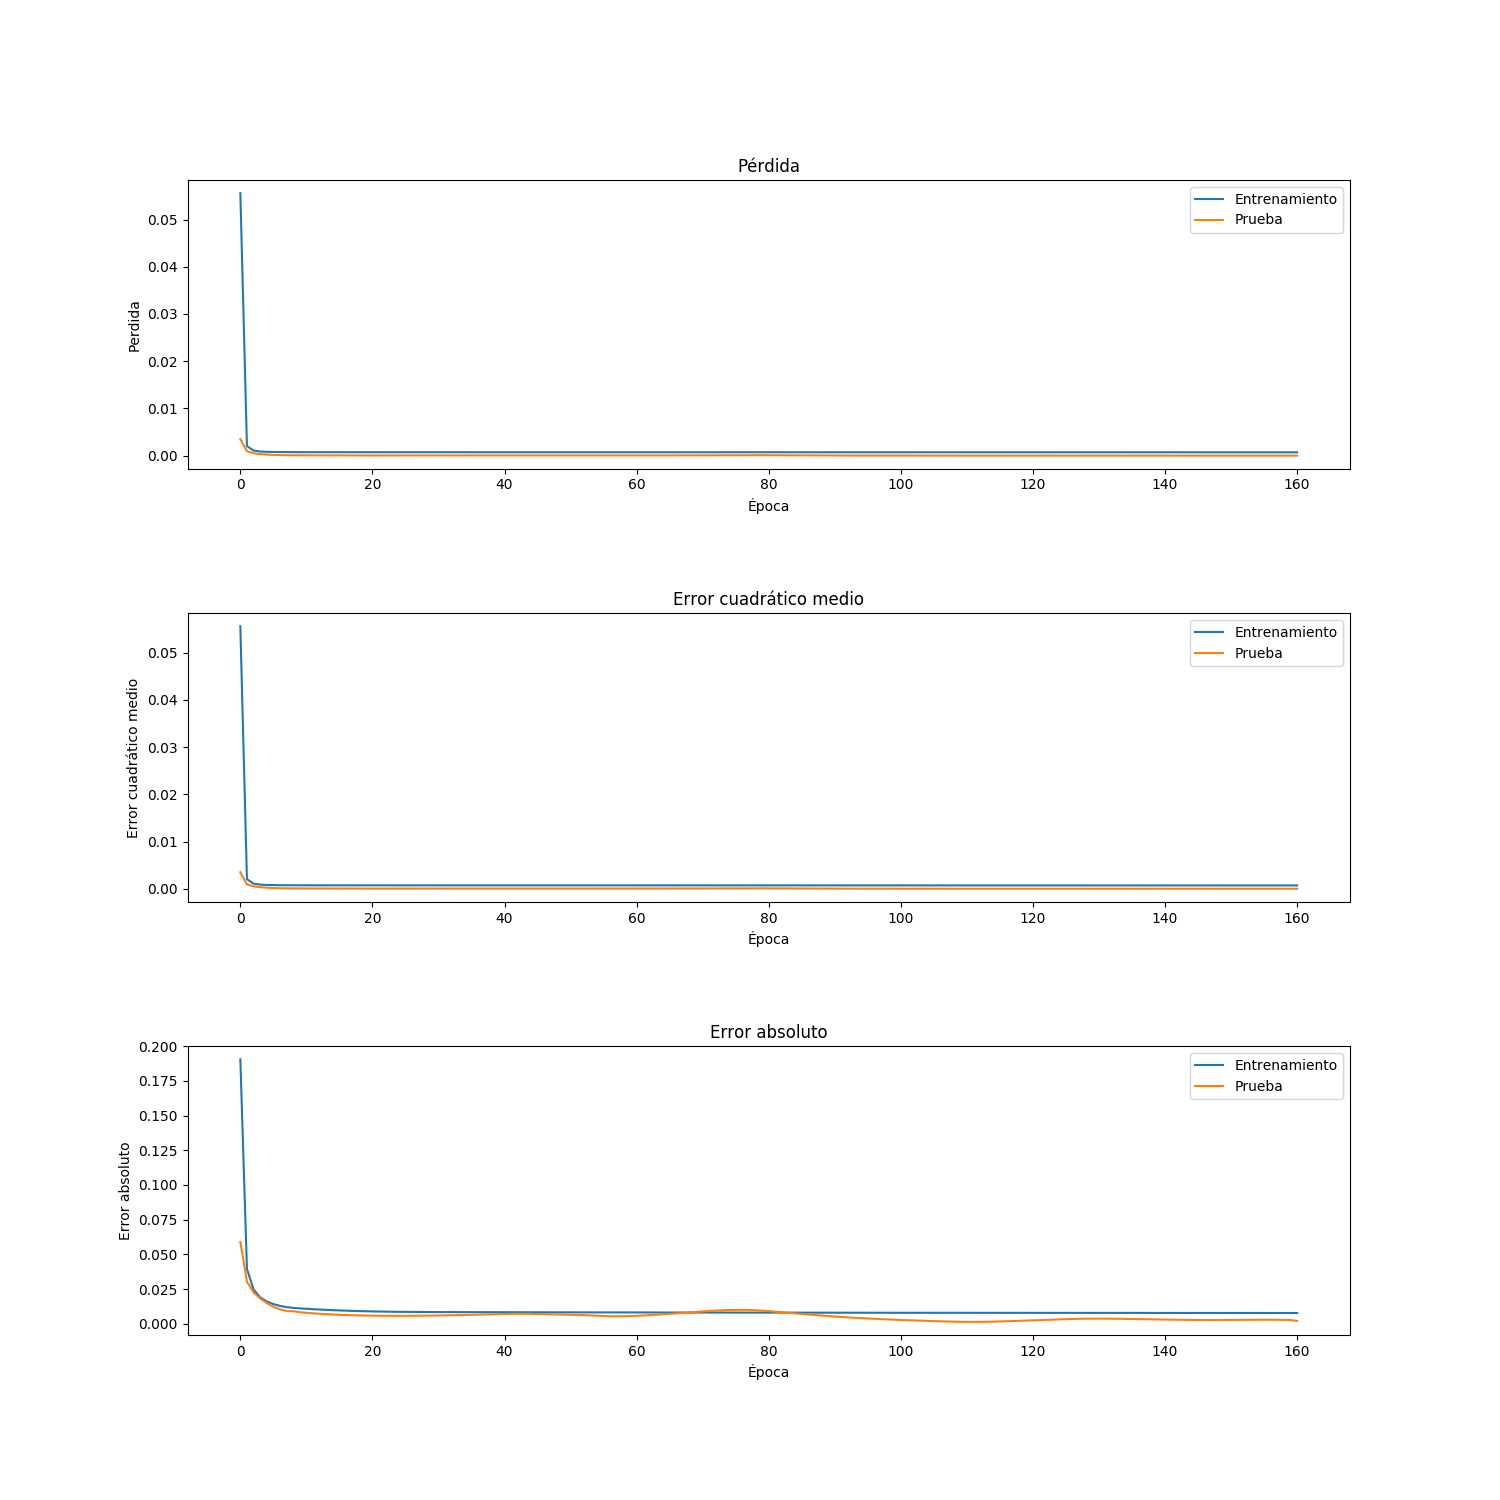 Pérdida
Entrenamiento
Prueba
0.05
0.04
0.03
0.02
0.01
0.00
Perdida
0 20 40 60 80 100 120 140 160
Época
Error cuadrático medio
Entrenamiento
Prueba
0.05
0.04
0.03
0.02
0.01
0.00
Error cuadrático medio
0 20 40 60 80 100 120 140 160
Época
Error absoluto
Entrenamiento
Prueba
0.200
0.175
0.150
0.125
0.100
0.075
0.050
0.025
0.000
Error absoluto
0 20 40 60 80 100 120 140 160
Época